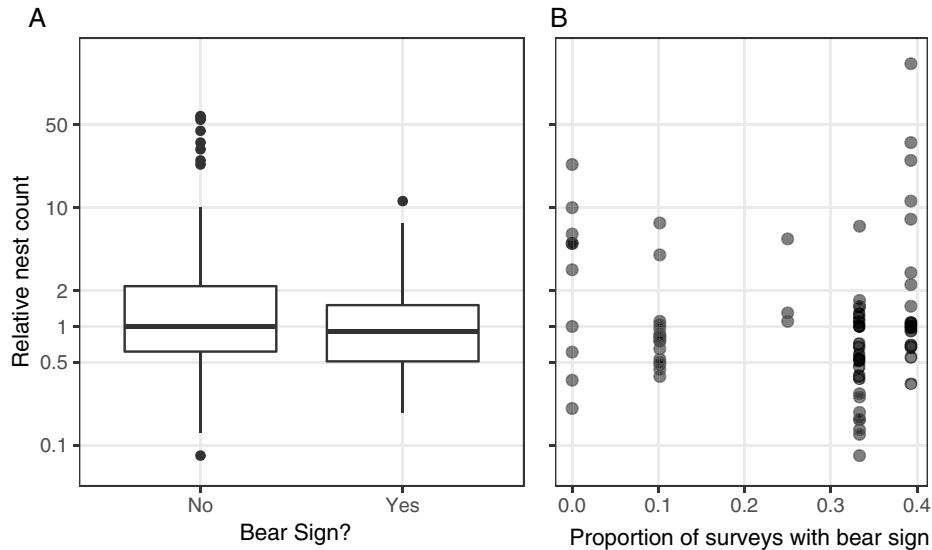 A
B
Relative nest count
50
10
2
1
0.5
0.1
No
Yes
Bear Sign?
0.0
0.1
0.2
0.3
0.4
Proportion of surveys with bear sign